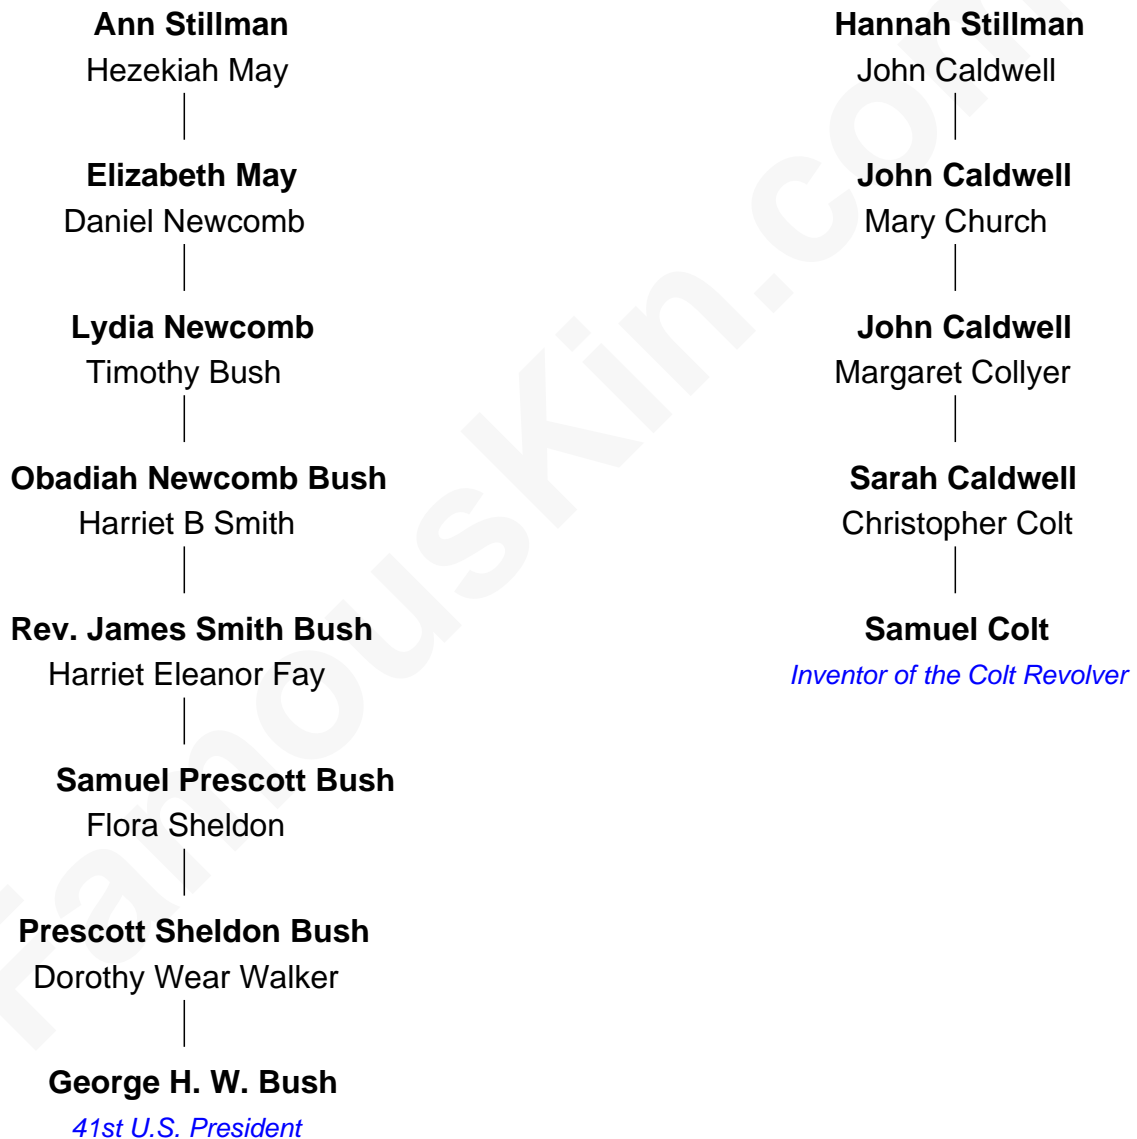 Ann Stillman
Hezekiah May
Elizabeth May
Daniel Newcomb
Lydia Newcomb
Timothy Bush
Obadiah Newcomb Bush
Harriet B Smith
Rev. James Smith Bush
Harriet Eleanor Fay
Samuel Prescott Bush
Flora Sheldon
Prescott Sheldon Bush
Dorothy Wear Walker
George H. W. Bush
41st U.S. President
Hannah Stillman
John Caldwell
John Caldwell
Mary Church
John Caldwell
Margaret Collyer
Sarah Caldwell
Christopher Colt
Samuel Colt
Inventor of the Colt Revolver
FamousKin.com